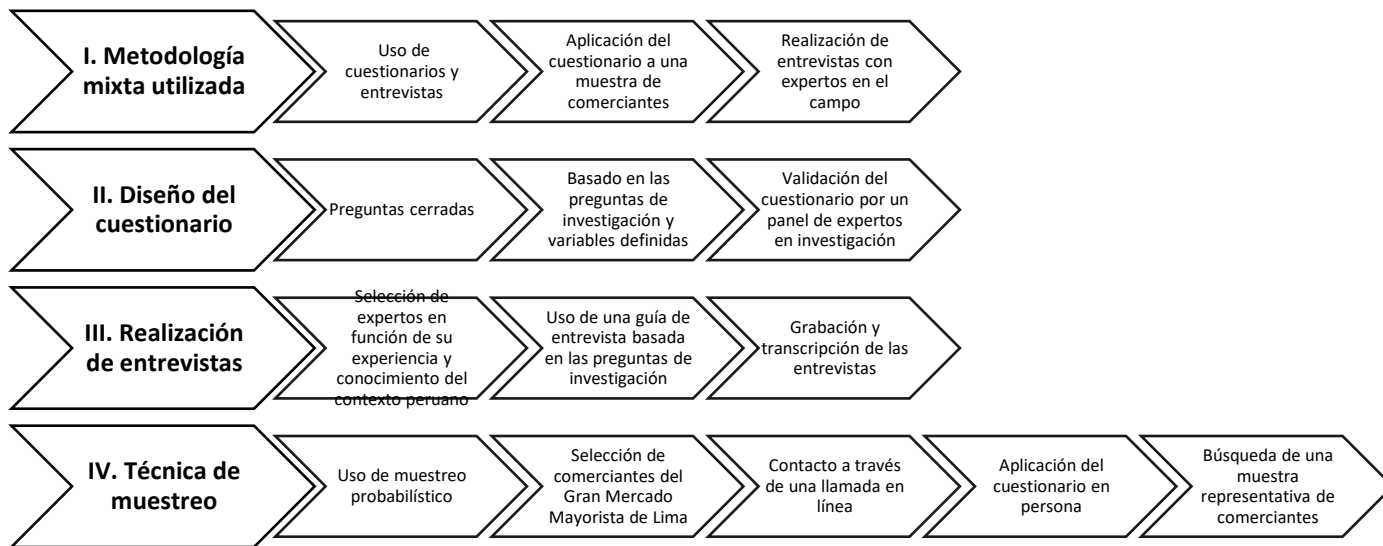 I. Metodología
mixta utilizada
Uso de
cuestionarios y
entrevistas
Aplicación del
cuestionario a una
muestra de
comerciantes
Realización de
entrevistas con
expertos en el
campo
II. Diseño del
cuestionario
Preguntas cerradas
Basado en las
preguntas de
investigación y
variables definidas
Validación del
cuestionario por un
panel de expertos
en investigación
III. Realización
de entrevistas
Selección de
expertos en
función de su
experiencia y
conocimiento del
contexto peruano
Uso de una guía de
entrevista basada
en las preguntas de
investigación
Grabación y
transcripción de las
entrevistas
IV. Técnica de
muestreo
Uso de muestreo
probabilístico
Selección de
comerciantes del
Gran Mercado
Mayorista de Lima
Contacto a través
de una llamada en
línea
Aplicación del
cuestionario en
persona
Búsqueda de una
muestra
representativa de
comerciantes